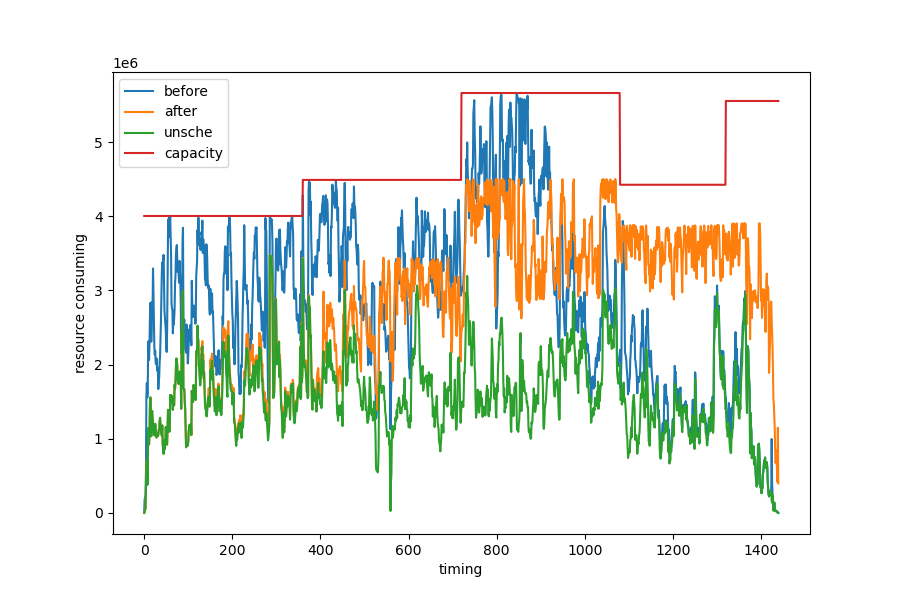 1e6
before
after
unsche
capacity
resource consuming
5
4
3
2
1
0
0 200 400 600 800 1000 1200 1400
timing